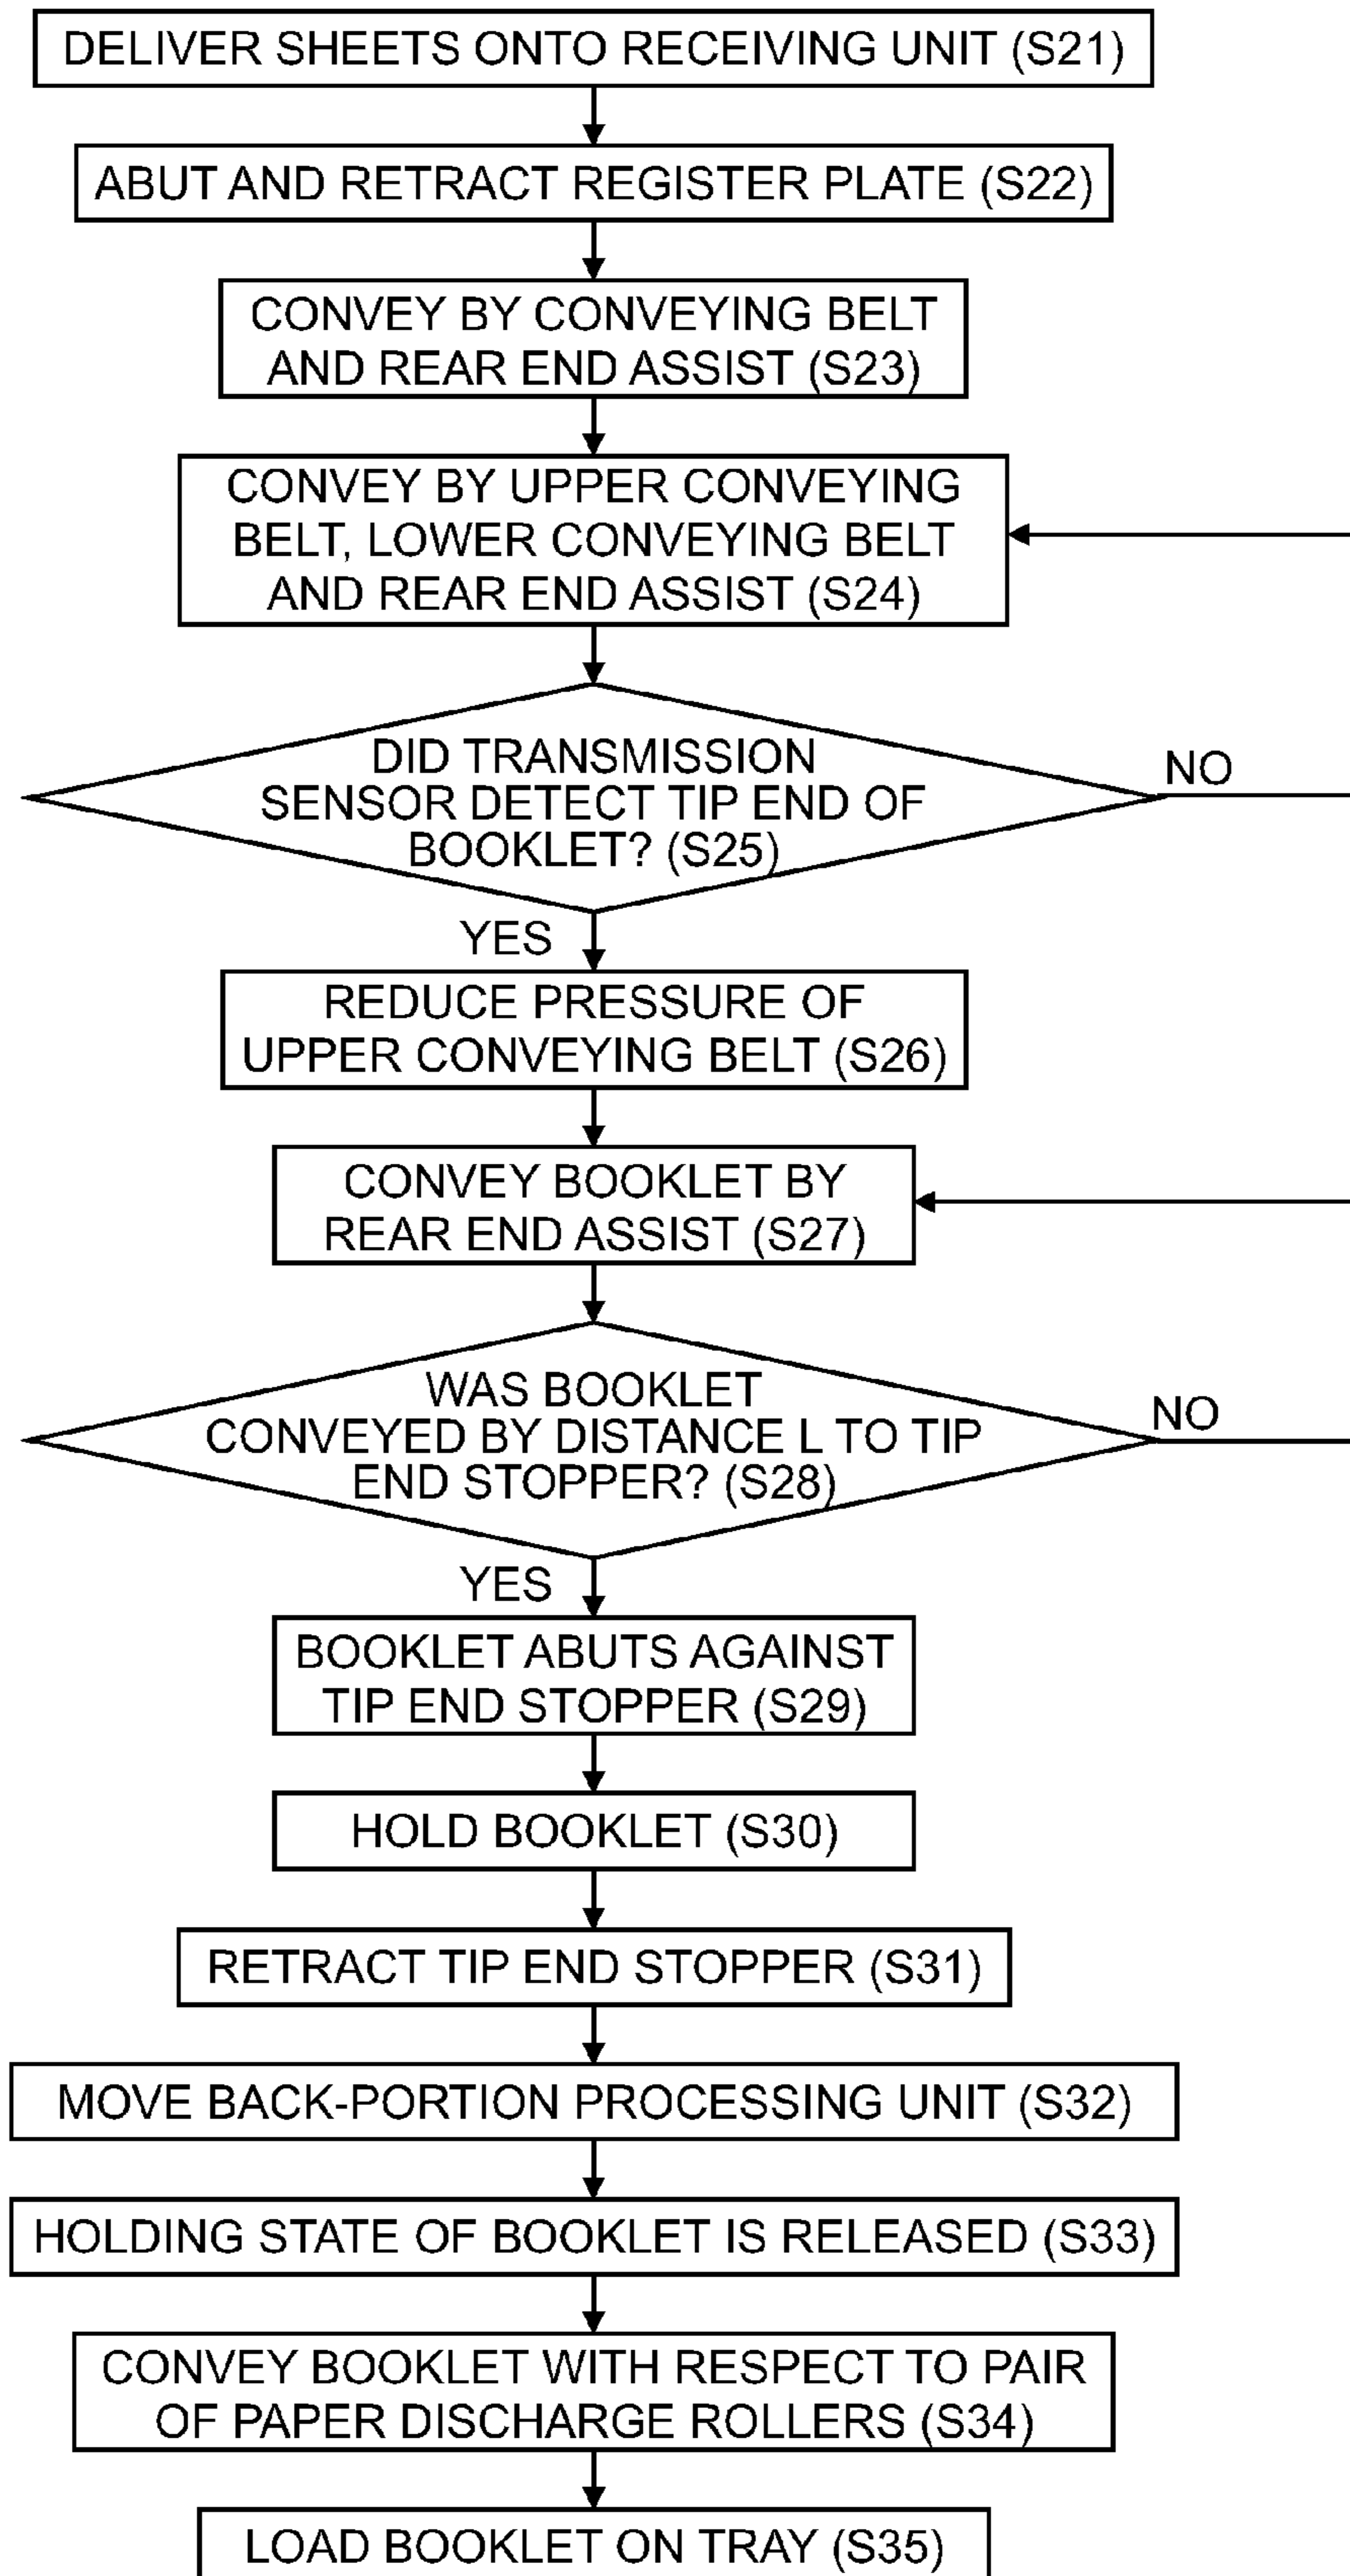 DELIVER SHEETS ONTO RECEIVING UNIT (S21)
ABUT AND RETRACT REGISTER PLATE (S22)
CONVEY BY CONVEYING BELT
AND REAR END ASSIST (S23)
CONVEY BY UPPER CONVEYING
BELT, LOWER CONVEYING BELT
AND REAR END ASSIST (S24)
DID TRANSMISSION
SENSOR DETECT TIP END OF
BOOKLET? (S25)
NO
YES
REDUCE PRESSURE OF
UPPER CONVEYING BELT (S26)
CONVEY BOOKLET BY
REAR END ASSIST (S27)
WAS BOOKLET
CONVEYED BY DISTANCE L TO TIP
END STOPPER? (S28)
NO
YES
BOOKLET ABUTS AGAINST
TIP END STOPPER (S29)
HOLD BOOKLET (S30)
RETRACT TIP END STOPPER (S31)
MOVE BACK-PORTION PROCESSING UNIT (S32)
HOLDING STATE OF BOOKLET IS RELEASED (S33)
CONVEY BOOKLET WITH RESPECT TO PAIR
OF PAPER DISCHARGE ROLLERS (S34)
LOAD BOOKLET ON TRAY (S35)